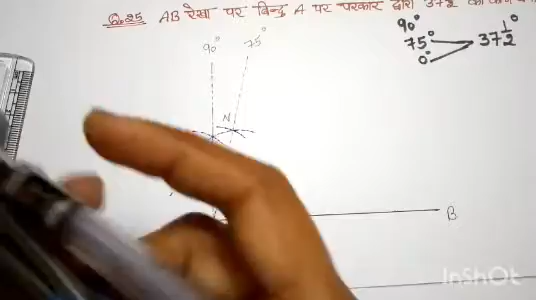 Q.25 AB रेखा पर बिन्दु A पर परकार द्वारा 37½°
90°
75° 37½°
0°
90° 75°
N
B
InShOt